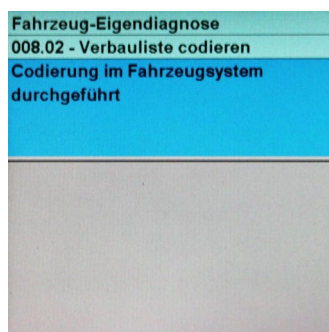 Fahrzeug-Eigendiagnose
008.02 - Verbauliste codieren
Codierung im Fahrzeugsystem
durchgeführt